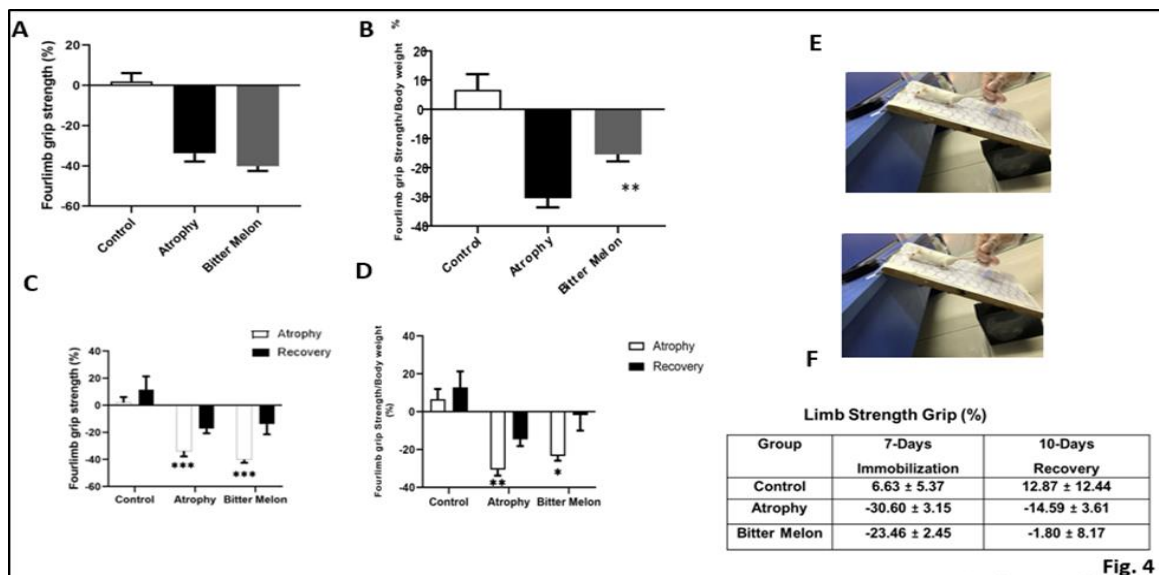 A
Fourlimb grip strength (%)
20
0
-20
-40
-60
Control
Atrophy
Bitter Melon
B
%
Fourlimb grip Strength/Body weight
20
10
0
-10
-20
-30
-40
**
Control
Atrophy
Bitter Melon
C
Atrophy
Recovery
Fourlimb grip strength (%)
40
20
0
-20
-40
-60
***
***
Control
Atrophy
Bitter Melon
D
Atrophy
Recovery
Fourlimb grip Strength/Body weight
(%)
40
20
0
-20
-40
**
*
Control
Atrophy
Bitter Melon
E
F
Limb Strength Grip (%)
Group
7-Days
Immobilization
10-Days
Recovery
Control 6.63 ± 5.37 12.87 ± 12.44
Atrophy -30.60 ± 3.15 -14.59 ± 3.61
Bitter Melon -23.46 ± 2.45 -1.80 ± 8.17
Fig. 4